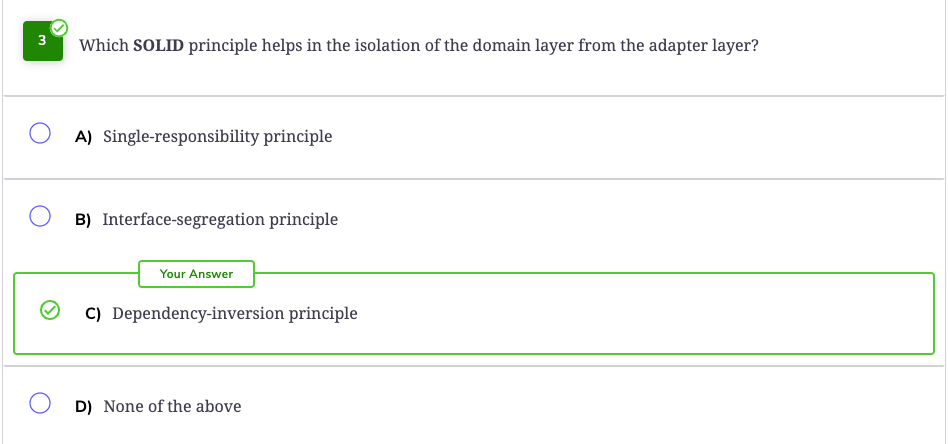 3 Which SOLID principle helps in the isolation of the domain layer from the adapter layer?
A) Single-responsibility principle
B) Interface-segregation principle
Your Answer
C) Dependency-inversion principle
D) None of the above